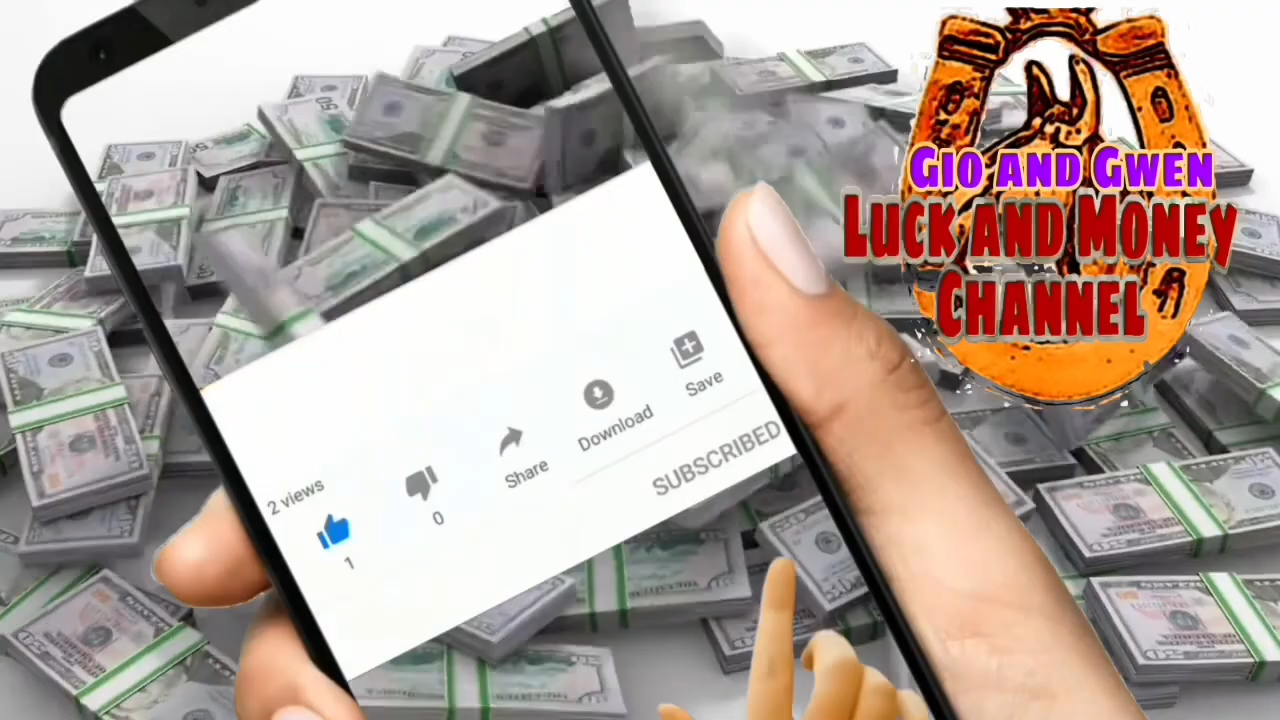 Gio and Gwen
Luck and Money
Channel
2 views
1
0
Share
Download
Save
SUBSCRIBED